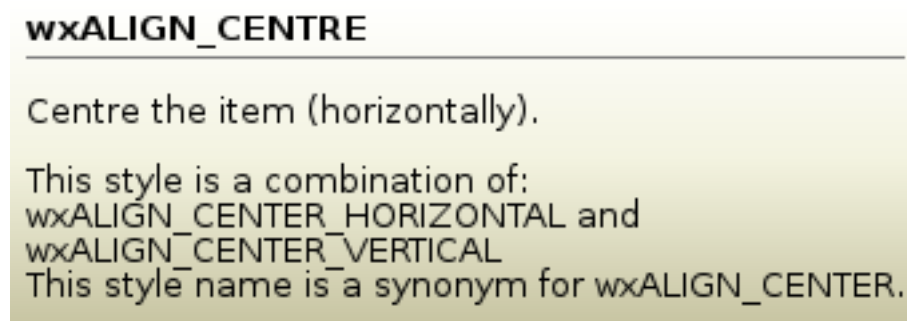 wxALIGN_CENTRE
Centre the item (horizontally).
This style is a combination of:
wxALIGN_CENTER_HORIZONTAL and
wxALIGN_CENTER_VERTICAL
This style name is a synonym for wxALIGN_CENTER.